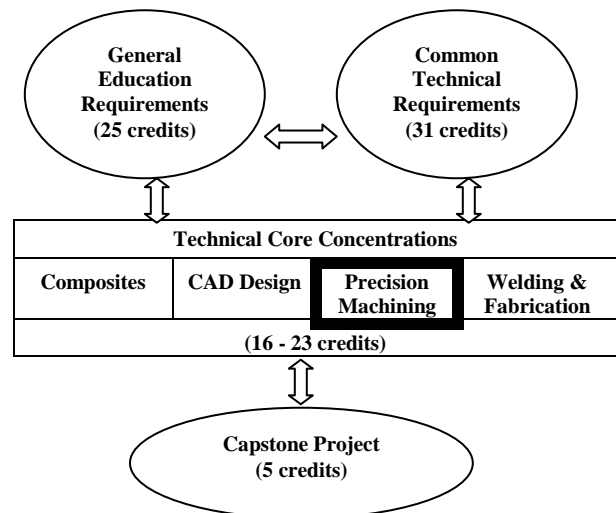 General
Education
Requirements
(25 credits)
Common
Technical
Requirements
(31 credits)
Technical Core Concentrations
Composites
CAD Design
Precision
Machining
Welding &
Fabrication
(16 - 23 credits)
Capstone Project
(5 credits)